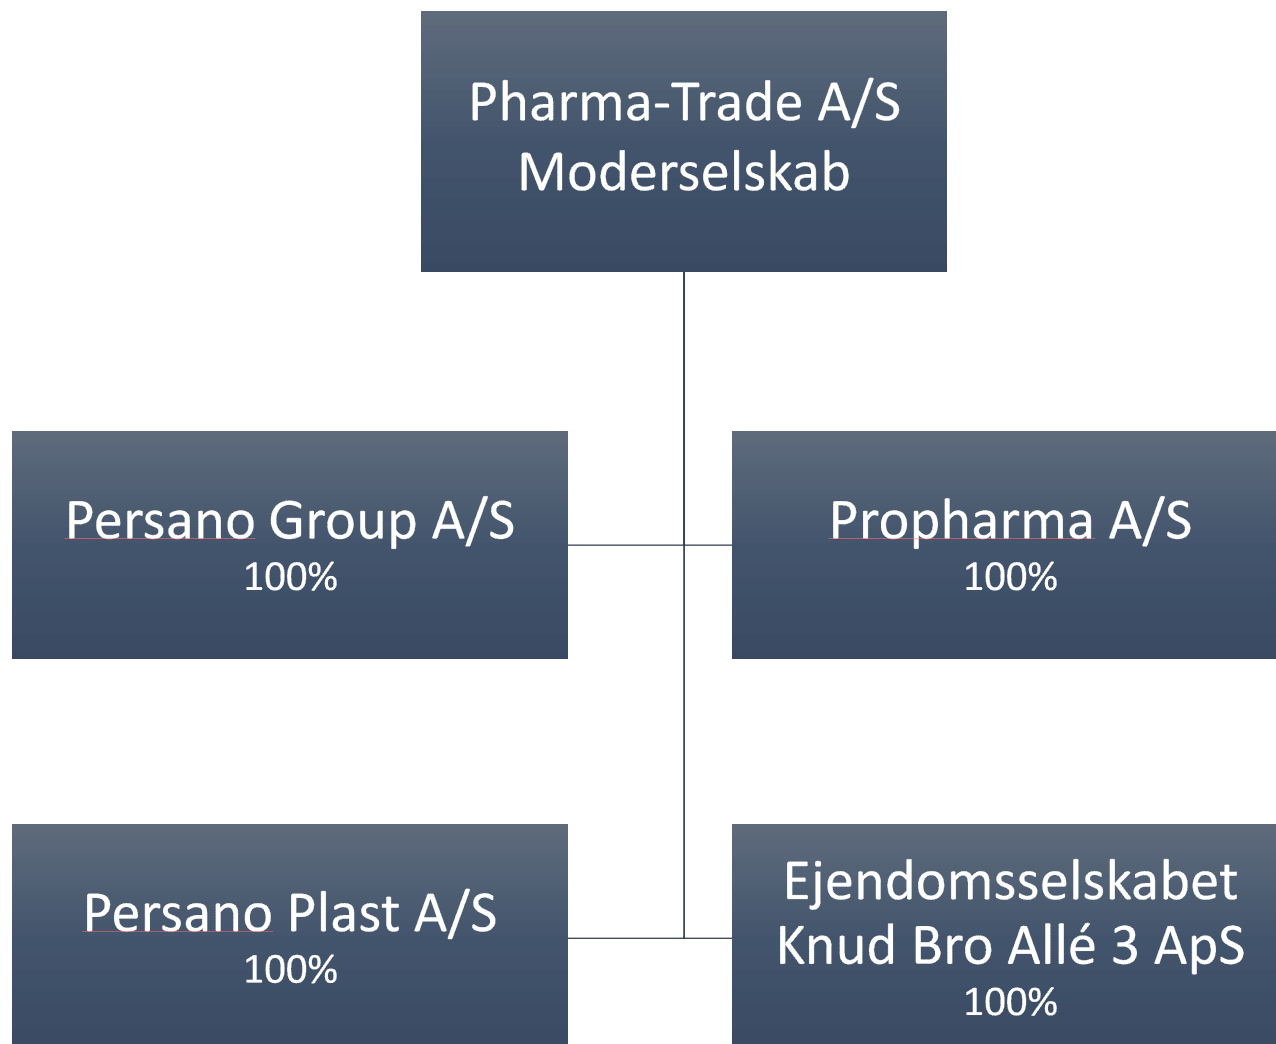 Pharma-Trade A/S
Moderselskab
Persano Group A/S
100%
Propharma A/S
100%
Persano Plast A/S
100%
Ejendomsselskabet
Knud Bro Allé 3 ApS
100%